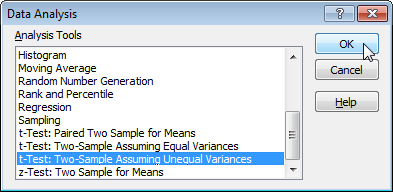 Data Analysis
?
Analysis Tools
Histogram
Moving Average
Random Number Generation
Rank and Percentile
Regression
Sampling
t-Test: Paired Two Sample for Means
t-Test: Two-Sample Assuming Equal Variances
t-Test: Two-Sample Assuming Unequal Variances
z-Test: Two Sample for Means
OK
Cancel
Help